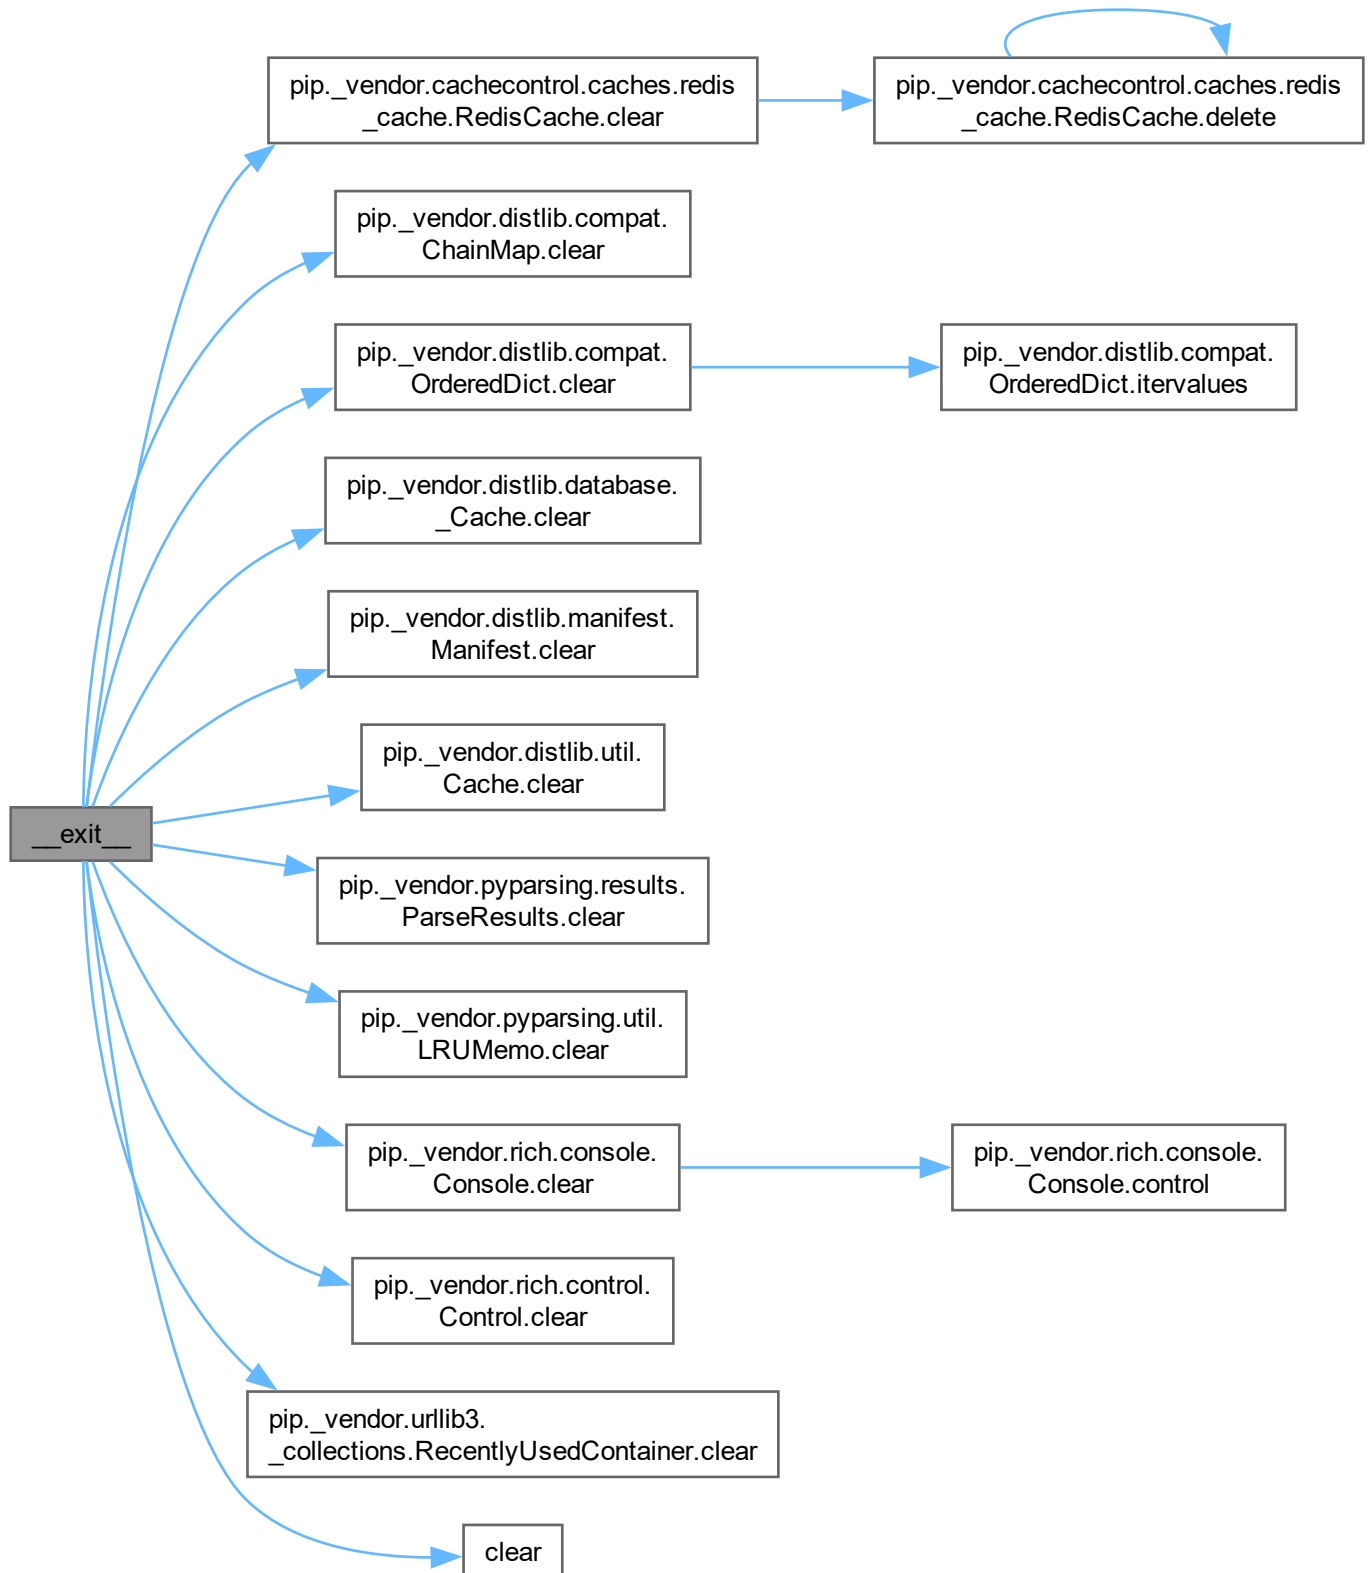 pip._vendor.cachecontrol.caches.redis
_cache.RedisCache.clear
pip._vendor.cachecontrol.caches.redis
_cache.RedisCache.delete
pip._vendor.distlib.compat.
ChainMap.clear
pip._vendor.distlib.compat.
OrderedDict.clear
pip._vendor.distlib.compat.
OrderedDict.itervalues
pip._vendor.distlib.database.
_Cache.clear
pip._vendor.distlib.manifest.
Manifest.clear
pip._vendor.distlib.util.
Cache.clear
__exit__
pip._vendor.pyparsing.results.
ParseResults.clear
pip._vendor.pyparsing.util.
LRUMemo.clear
pip._vendor.rich.console.
Console.clear
pip._vendor.rich.console.
Console.control
pip._vendor.rich.control.
Control.clear
pip._vendor.urllib3.
_collections.RecentlyUsedContainer.clear
clear